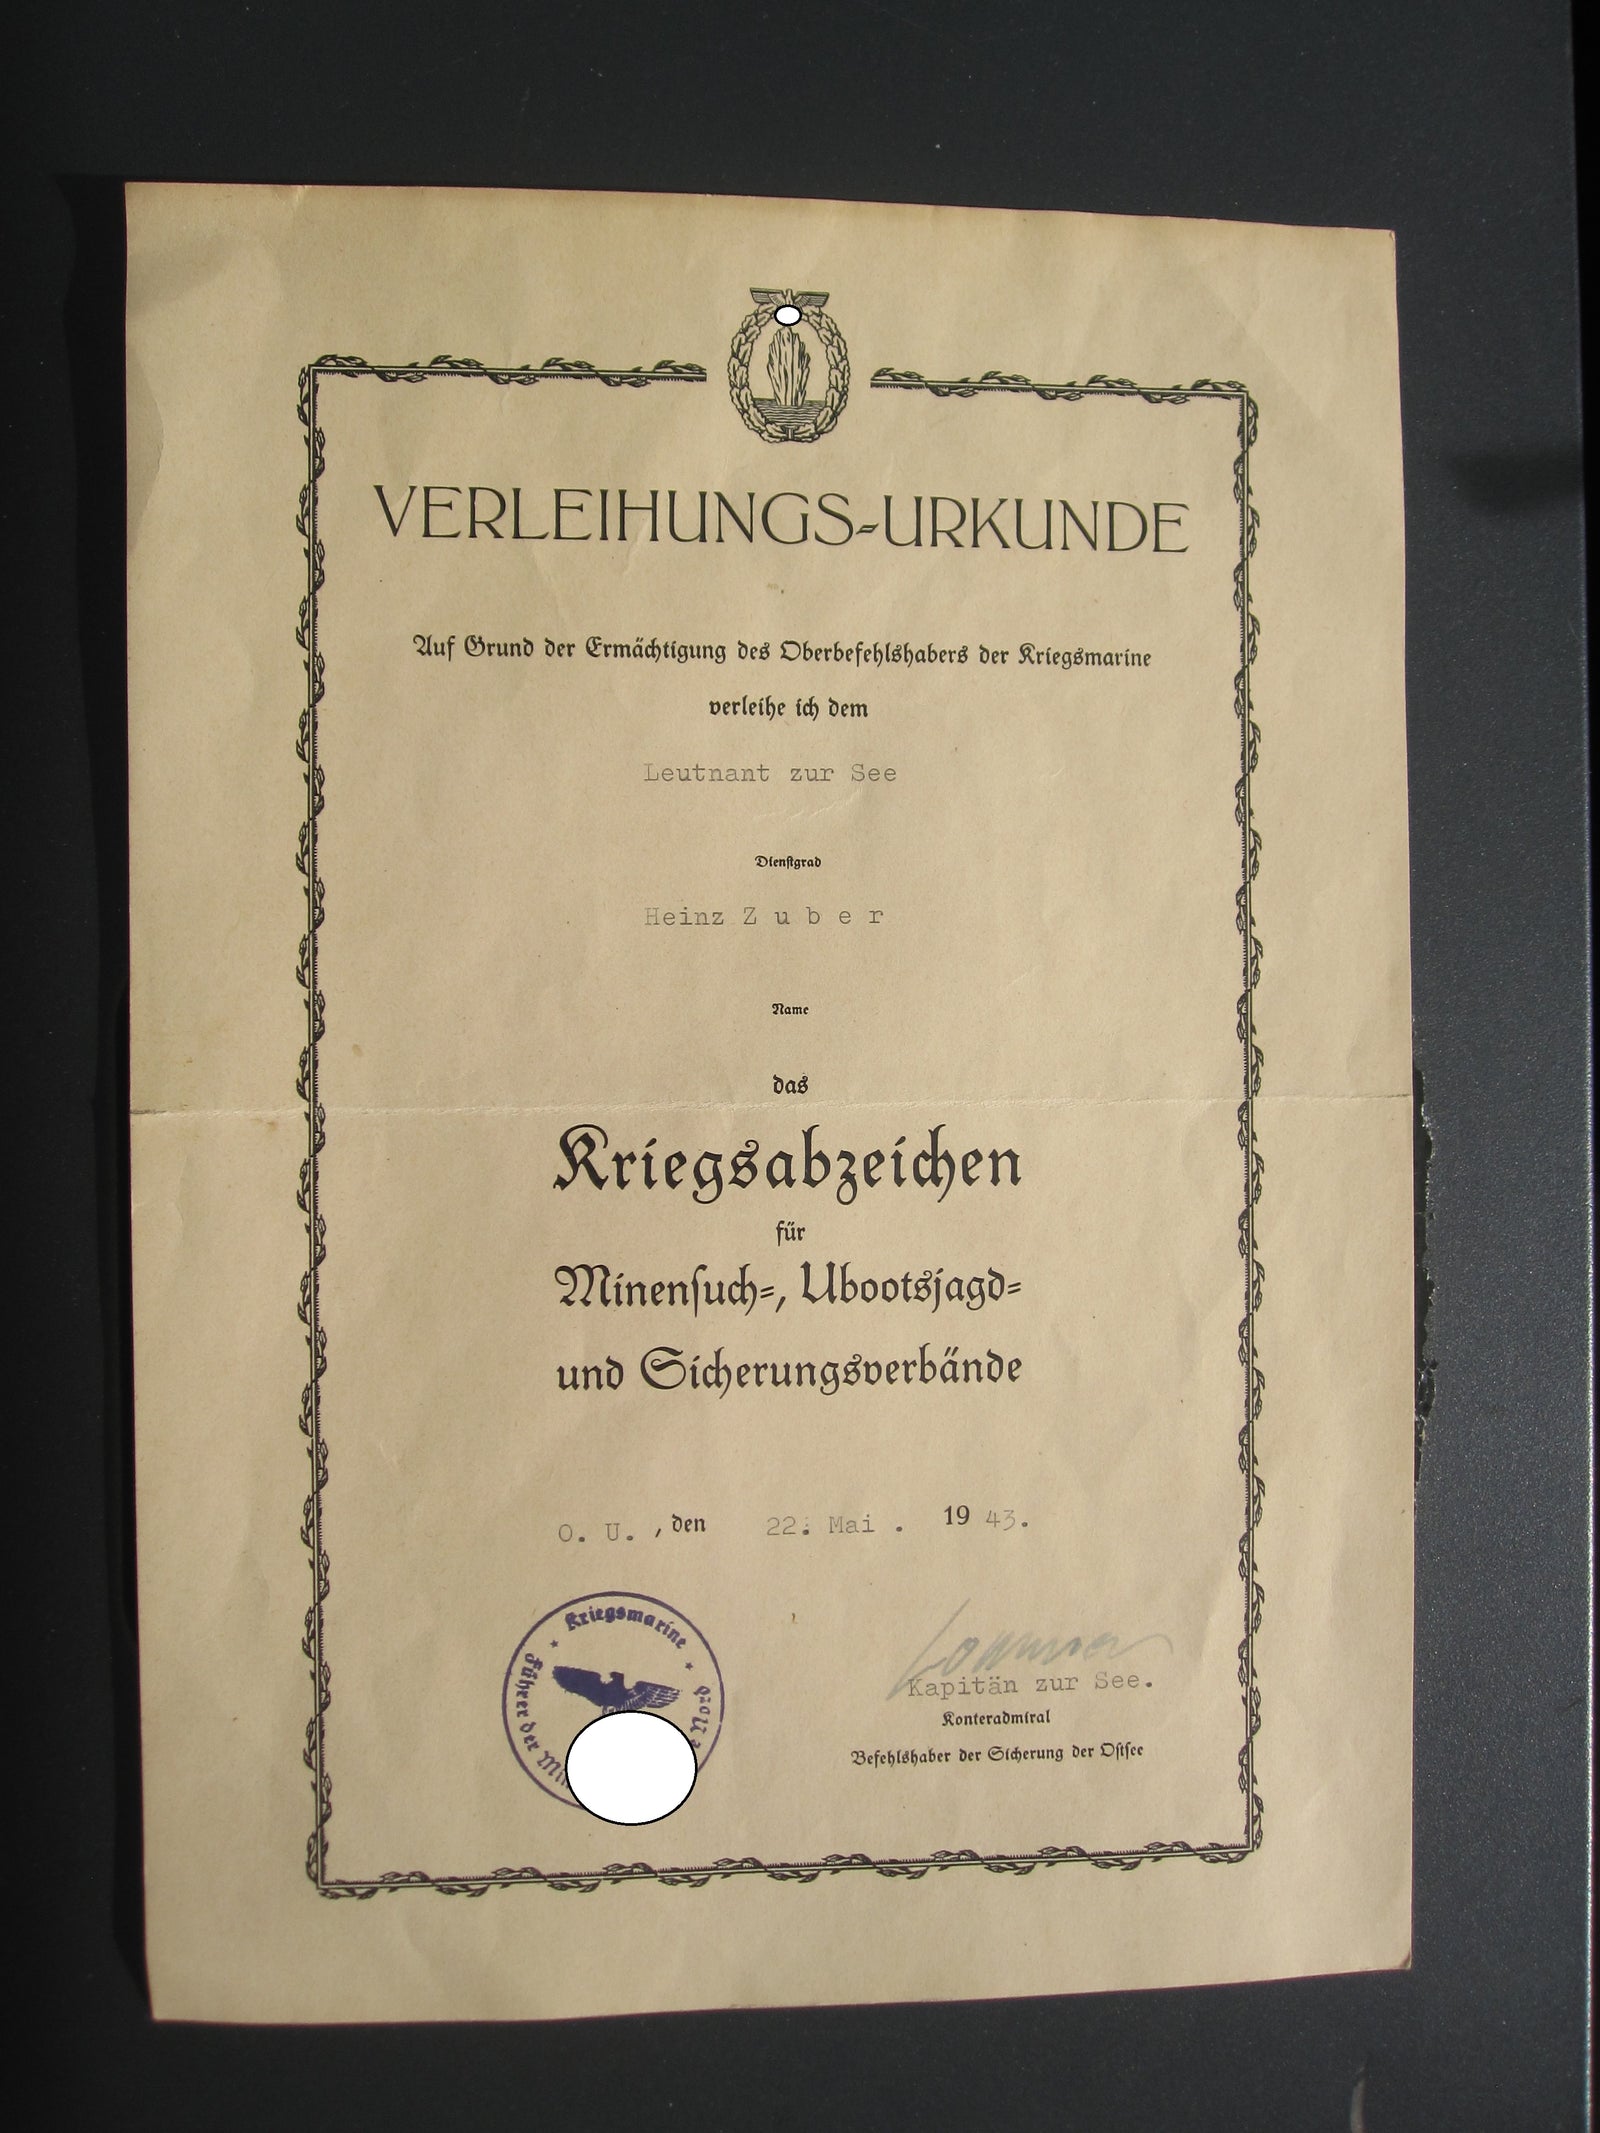 VERLEIHUNGS-URKUNDE
Auf Grund der Ermächtigung des Oberbefehlshabers der Kriegsmarine
verleihe ich dem
Leutnant zur See
Dienstgrad
Heinz Z u b e r
Name
das
Kriegsabzeichen
für
Minensuch-, Ubootsjagd-
und Sicherungsverbände
O. U. , den 22. Mai . 19 43.
Kriegsmarine
Führer der
Kapitän zur See.
Konteradmiral
Befehlshaber der Sicherung der Ostsee